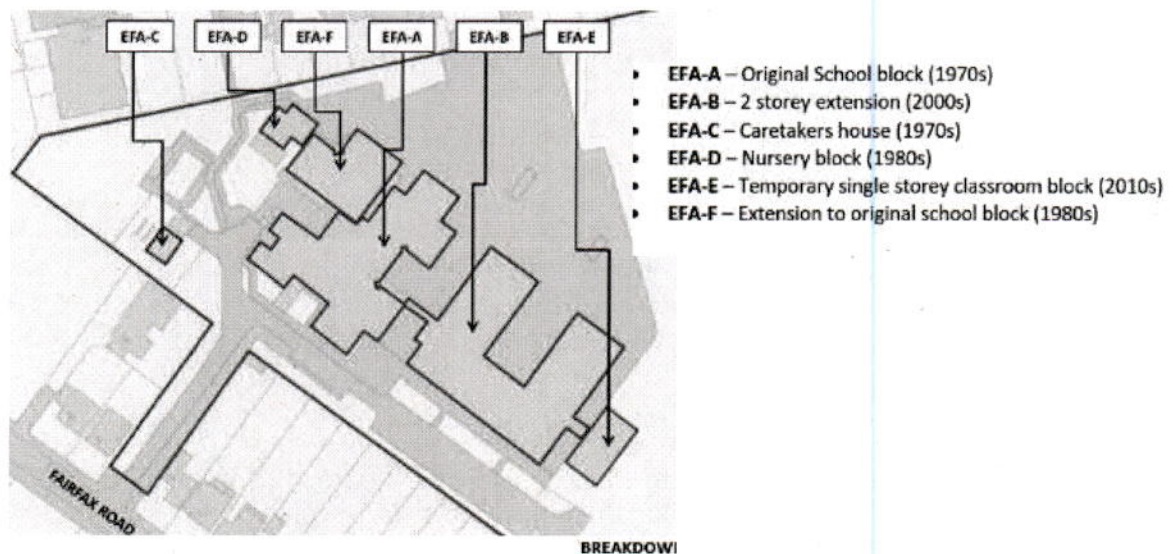 EFA-C EFA-D EFA-F EFA-A EFA-B EFA-E
EFA-A – Original School block (1970s)
EFA-B – 2 storey extension (2000s)
EFA-C – Caretakers house (1970s)
EFA-D – Nursery block (1980s)
EFA-E – Temporary single storey classroom block (2010s)
EFA-F – Extension to original school block (1980s)
FAIRFAX ROAD
BREAKDOW